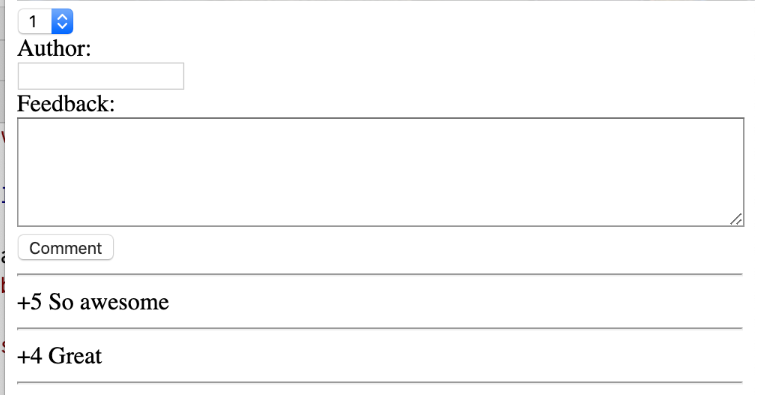 1
Author:
Feedback:
Comment
+5 So awesome
+4 Great